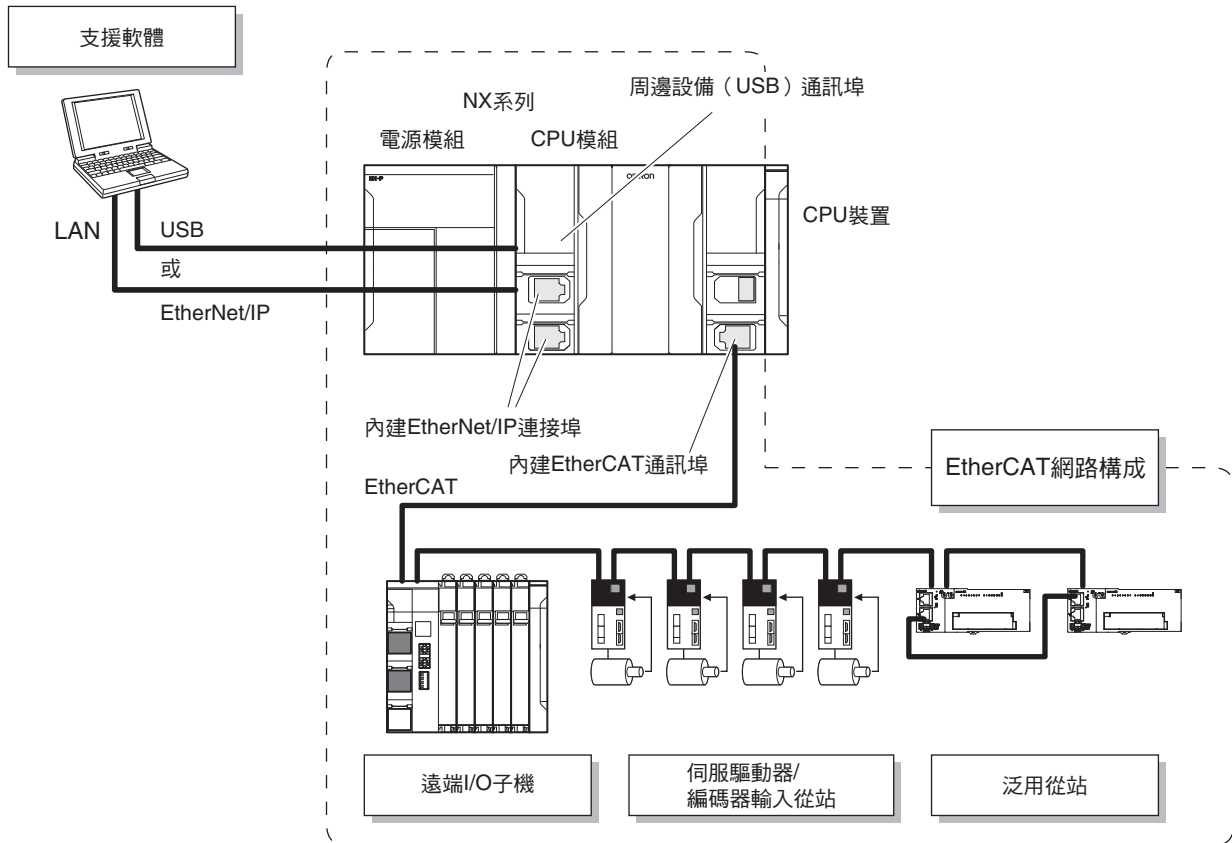 支援軟體
周邊設備（USB）通訊埠
NX系列
電源模組
CPU模組
CPU裝置
LAN
USB
或
EtherNet/IP
內建EtherNet/IP連接埠
內建EtherCAT通訊埠
EtherCAT
EtherCAT網路構成
遠端I/O子機
伺服驅動器/
編碼器輸入從站
泛用從站